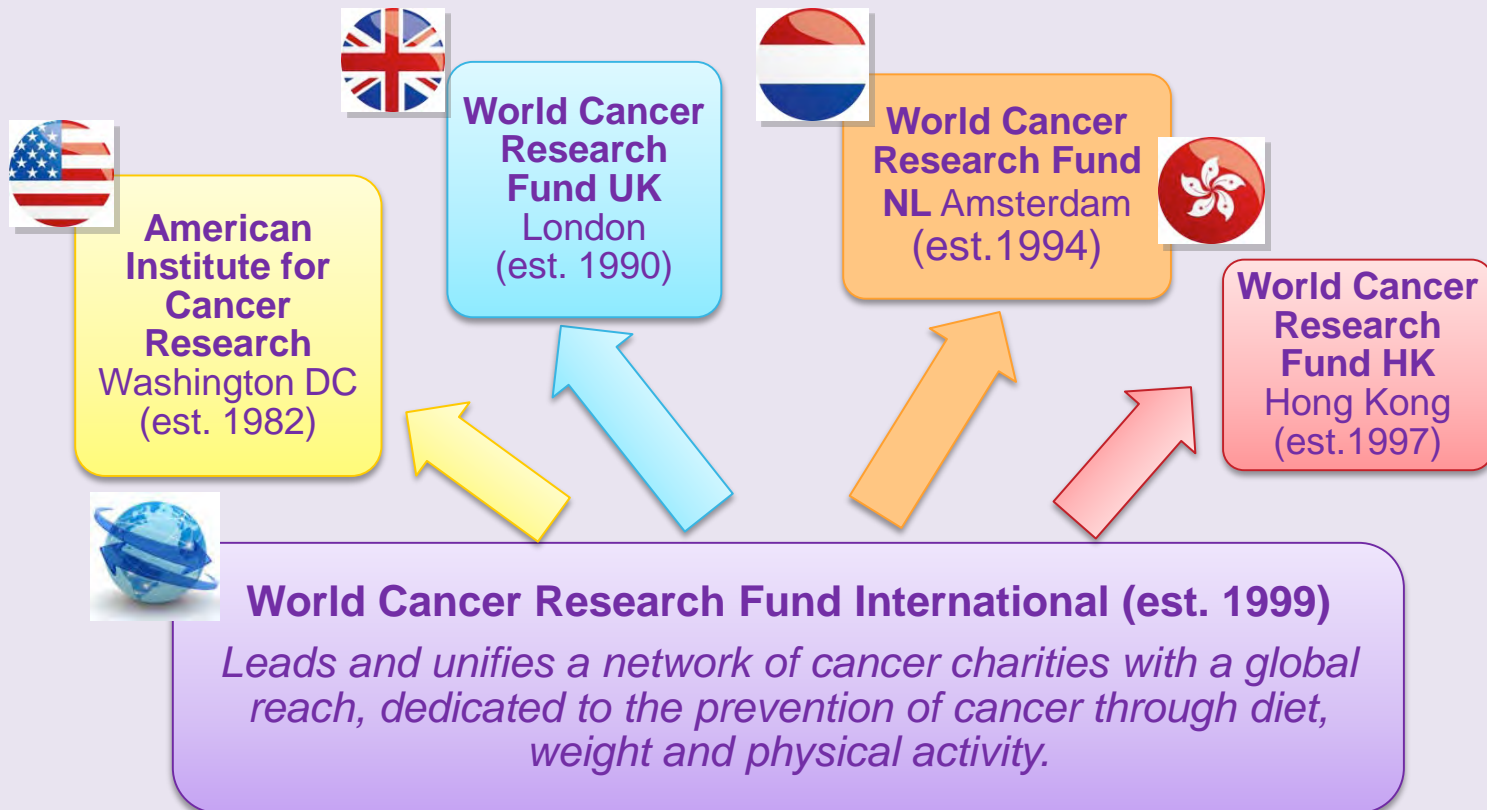 American
Institute for
Cancer
Research
Washington DC
(est. 1982)
World Cancer
Research
Fund UK
London
(est. 1990)
World Cancer
Research Fund
NL Amsterdam
(est.1994)
World Cancer
Research
Fund HK
Hong Kong
(est.1997)
World Cancer Research Fund International (est. 1999)
Leads and unifies a network of cancer charities with a global
reach, dedicated to the prevention of cancer through diet,
weight and physical activity.